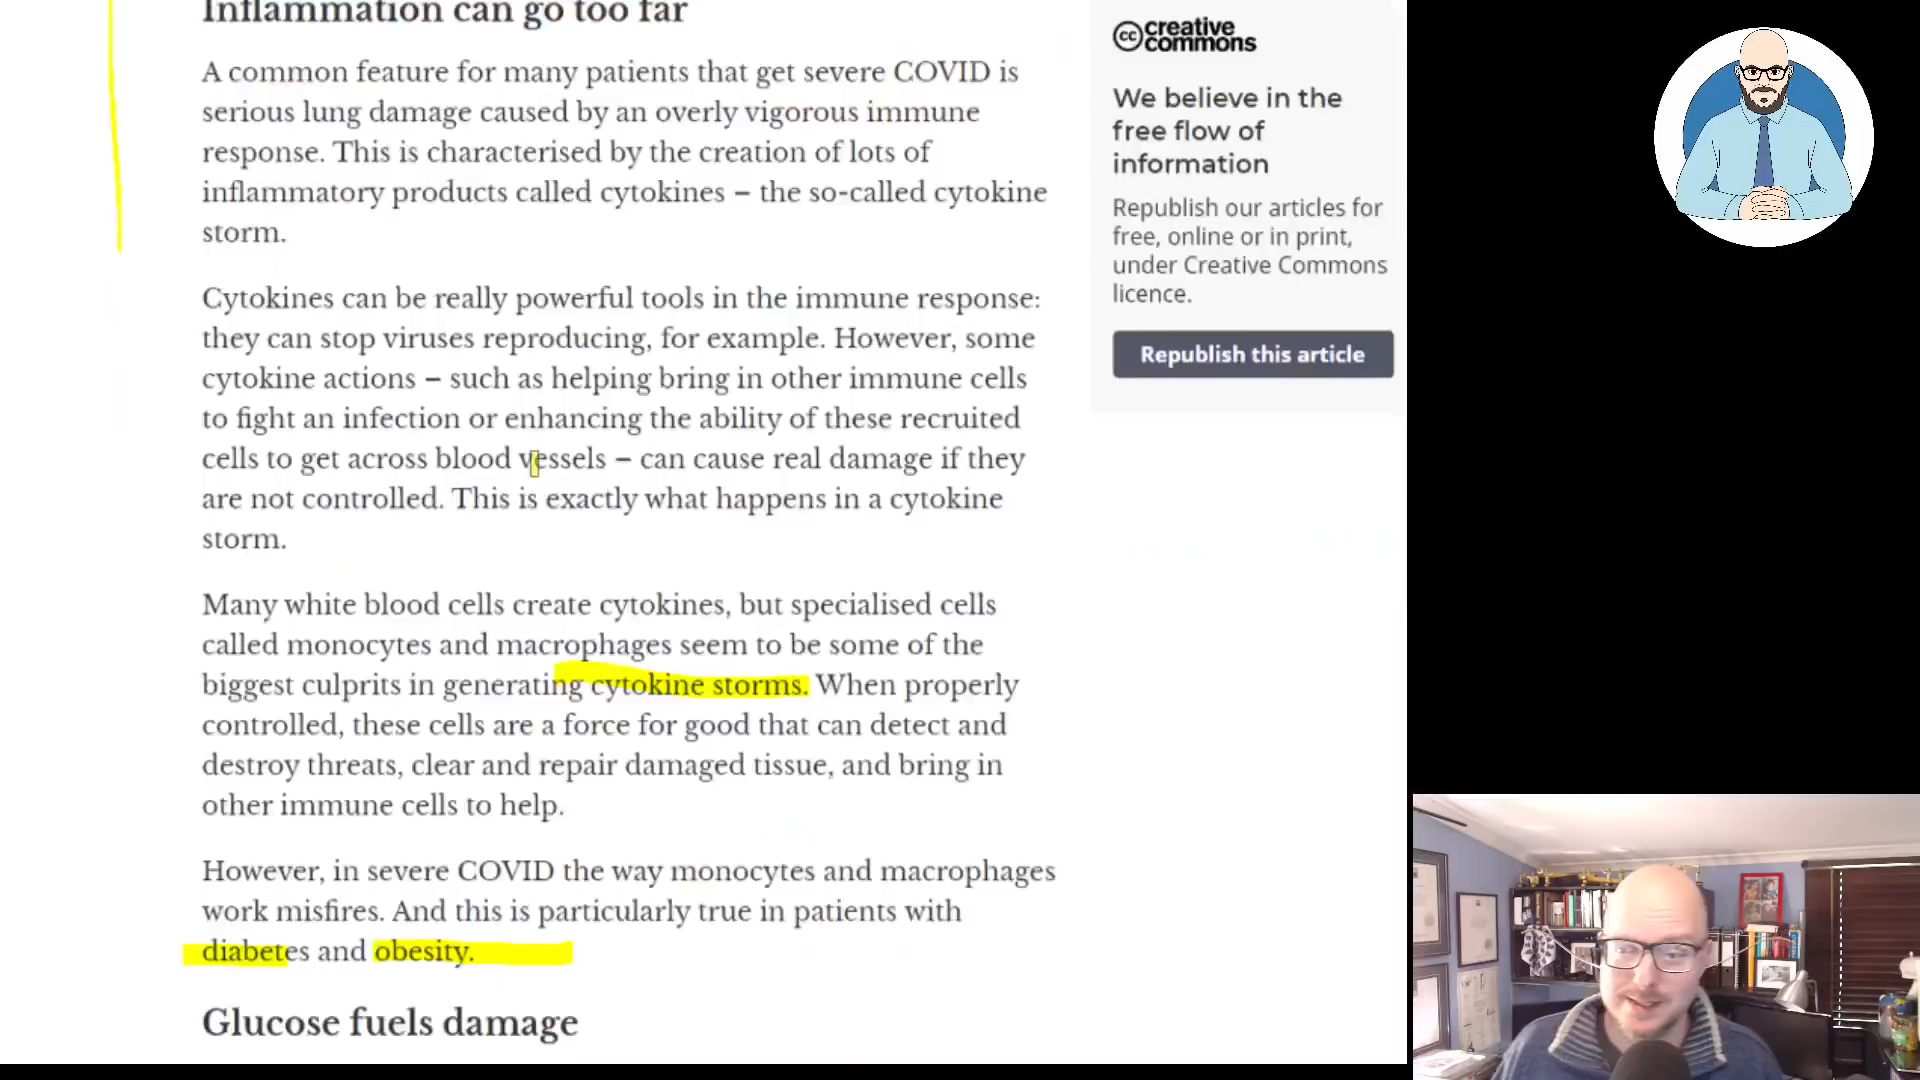 Inflammation can go too far
A common feature for many patients that get severe COVID is
serious lung damage caused by an overly vigorous immune
response. This is characterised by the creation of lots of
inflammatory products called cytokines – the so-called cytokine
storm.
Cytokines can be really powerful tools in the immune response:
they can stop viruses reproducing, for example. However, some
cytokine actions – such as helping bring in other immune cells
to fight an infection or enhancing the ability of these recruited
cells to get across blood vessels – can cause real damage if they
are not controlled. This is exactly what happens in a cytokine
storm.
Many white blood cells create cytokines, but specialised cells
called monocytes and macrophages seem to be some of the
biggest culprits in generating cytokine storms. When properly
controlled, these cells are a force for good that can detect and
destroy threats, clear and repair damaged tissue, and bring in
other immune cells to help.
However, in severe COVID the way monocytes and macrophages
work misfires. And this is particularly true in patients with
diabetes and obesity.
Glucose fuels damage
cc creative
commons
We believe in the
free flow of
information
Republish our articles for
free, online or in print,
under Creative Commons
licence.
Republish this article